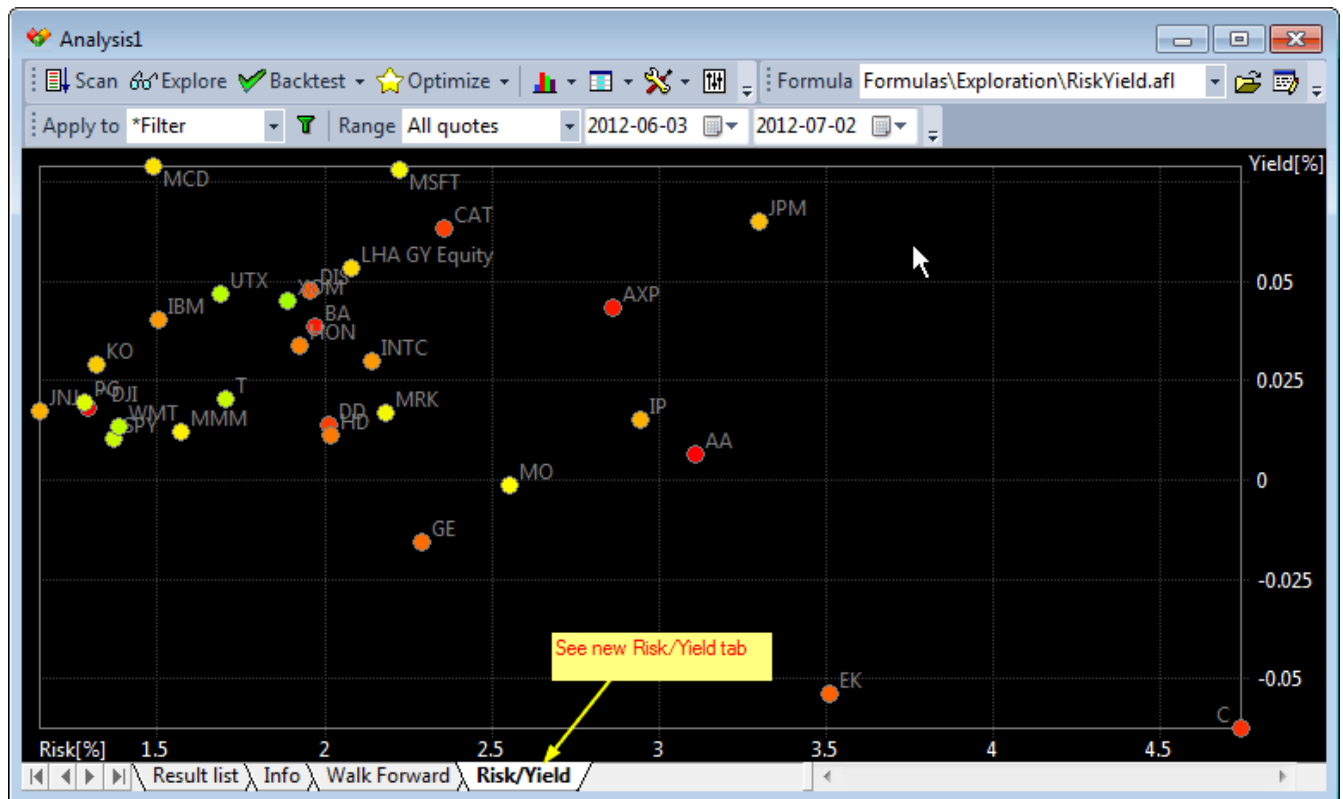 Analysis1
Scan Explore Backtest Optimize Formula Formulas\Exploration\RiskYield.afl
Apply to *Filter Range All quotes 2012-06-03 2012-07-02
Yield[%]
MCD
MSFT
JPM
CAT
LHA GY Equity
UTX
DIS
XOM
0.05
AXP
IBM
BA
HON
INTC
KO
0.025
JNJ
PG
^DJI
T
MRK
WMT
SPY
MMM
DD
HD
IP
AA
MO
0
GE
-0.025
See new Risk/Yield tab
EK
-0.05
C
Risk[%] 1.5 2 2.5 3 3.5 4 4.5
Result list Info Walk Forward Risk/Yield